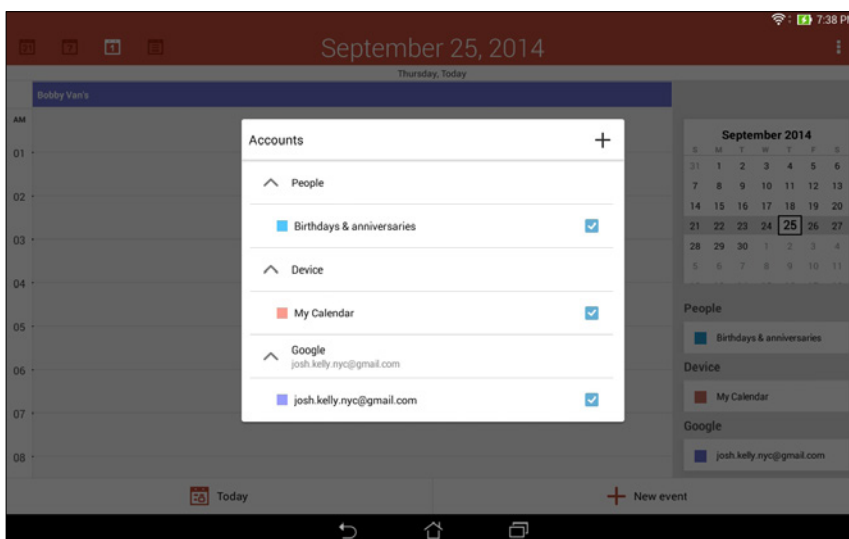 7:38 PM
31
7
1
September 25, 2014
Thursday, Today
Bobby Van's
AM
01
02
03
04
05
06
07
08
Accounts
People
Birthdays & anniversaries
Device
My Calendar
Google
josh.kelly.nyc@gmail.com
josh.kelly.nyc@gmail.com
September 2014
S M T W T F S
31 1 2 3 4 5 6
7 8 9 10 11 12 13
14 15 16 17 18 19 20
21 22 23 24 25 26 27
28 29 30 1 2 3 4
5 6 7 8 9 10 11
People
Birthdays & anniversaries
Device
My Calendar
Google
josh.kelly.nyc@gmail.com
Today
New event